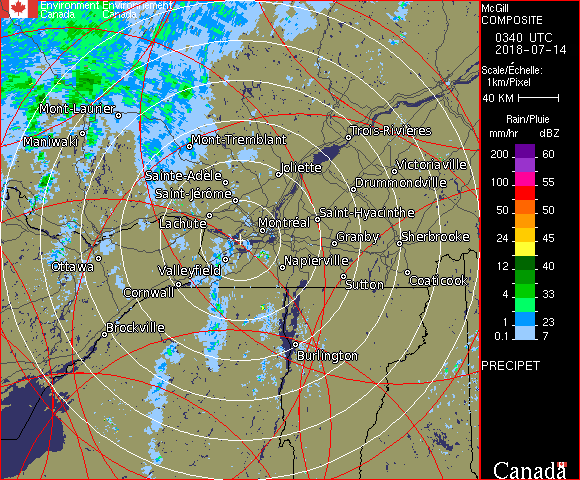 Environment Environnement
Canada Canada
Mont-Laurier
Maniwaki
Mont-Tremblant
Trois-Rivières
Sainte-Adèle
Joliette
Victoriaville
Saint-Jérôme
Drummondville
Lachute
Montréal
Saint-Hyacinthe
Granby
Sherbrooke
Ottawa
Valleyfield
Napierville
Cornwall
Sutton
Coaticook
Brockville
Burlington
McGill
COMPOSITE
0340 UTC
2018-07-14
Scale/Échelle:
1km/Pixel
40 KM
Rain/Pluie
mm/hr dBZ
200 60
100 55
50 50
24 45
12 40
4 33
1 23
0.1 7
PRECIPET
Canada